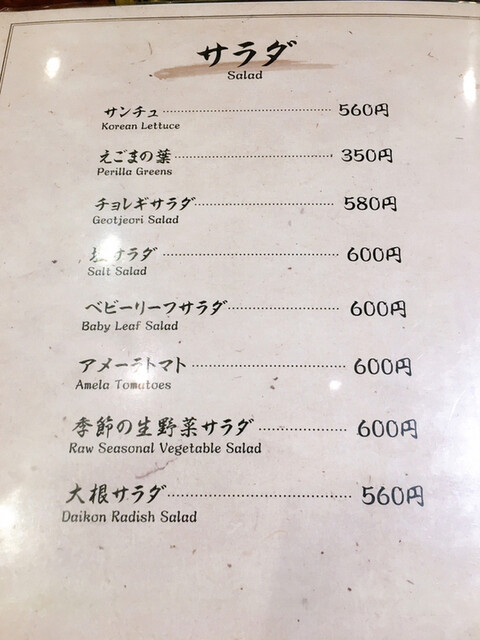 サラダ
Salad
サンチュ 560円
Korean Lettuce
えごまの葉 350円
Perilla Greens
チョレギサラダ 580円
Geotjeori Salad
塩サラダ 600円
Salt Salad
ベビーリーフサラダ 600円
Baby Leaf Salad
アメーラトマト 600円
Amela Tomatoes
季節の生野菜サラダ 600円
Raw Seasonal Vegetable Salad
大根サラダ 560円
Daikon Radish Salad